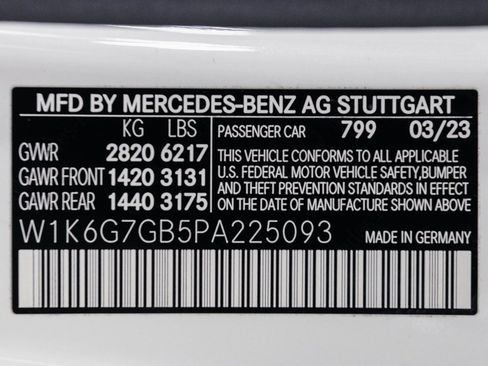 MFD BY MERCEDES-BENZ AG STUTTGART
KG LBS PASSENGER CAR 799 03/23
GVWR 2820 6217
GAWR FRONT 1420 3131
GAWR REAR 1440 3175
THIS VEHICLE CONFORMS TO ALL APPLICABLE
U.S. FEDERAL MOTOR VEHICLE SAFETY,BUMPER
AND THEFT PREVENTION STANDARDS IN EFFECT
ON THE DATE OF MANUFACTURE SHOWN ABOVE
W1K6G7GB5PA225093 MADE IN GERMANY